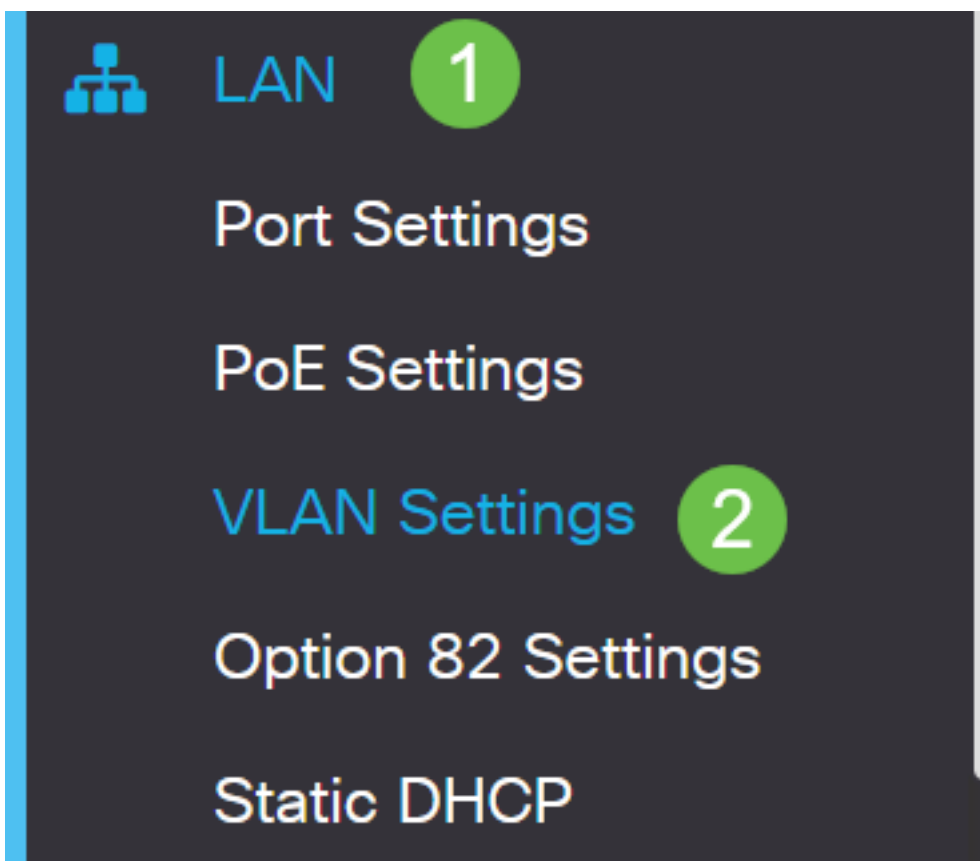 LAN 1
Port Settings
PoE Settings
VLAN Settings 2
Option 82 Settings
Static DHCP